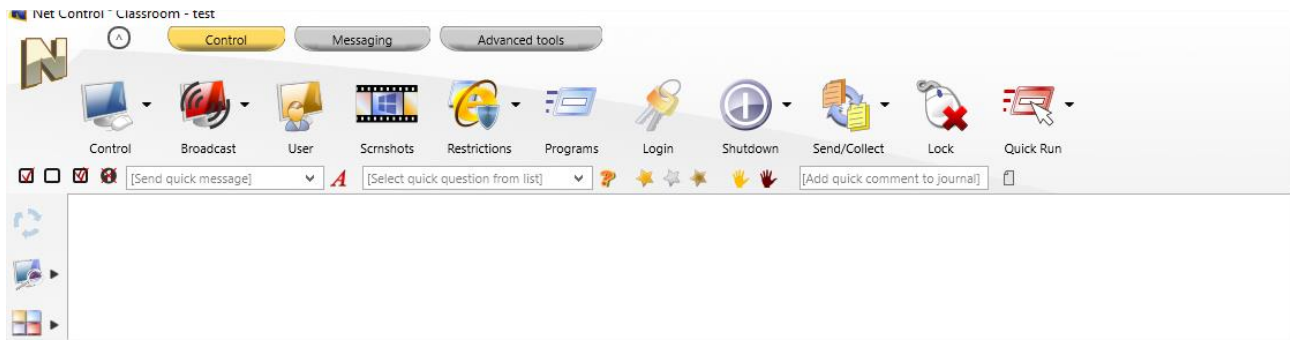 Net Control ² Classroom - test
Control Messaging Advanced tools
Control Broadcast User Scrnshots Restrictions Programs Login Shutdown Send/Collect Lock Quick Run
[Send quick message] [Select quick question from list] [Add quick comment to journal]